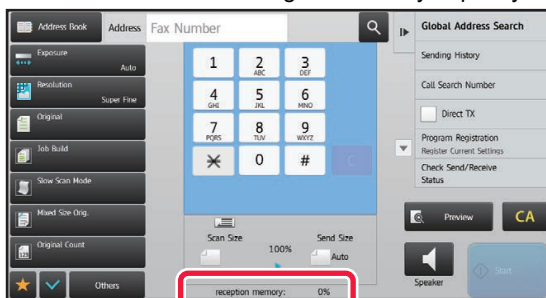 Address Book
Address
Fax Number
Exposure
Auto
Resolution
Super Fine
Original
Job Build
Slow Scan Mode
Mixed Size Orig.
Original Count
Others
1
2 ABC
3 DEF
4 GHI
5 JKL
6 MNO
7 PQRS
8 TUV
9 WXYZ
0
#
C
Scan Size
100%
Send Size
Auto
reception memory: 0%
Global Address Search
Sending History
Call Search Number
Direct TX
Program Registration
Register Current Settings
Check Send/Receive
Status
Preview
CA
Speaker
Start